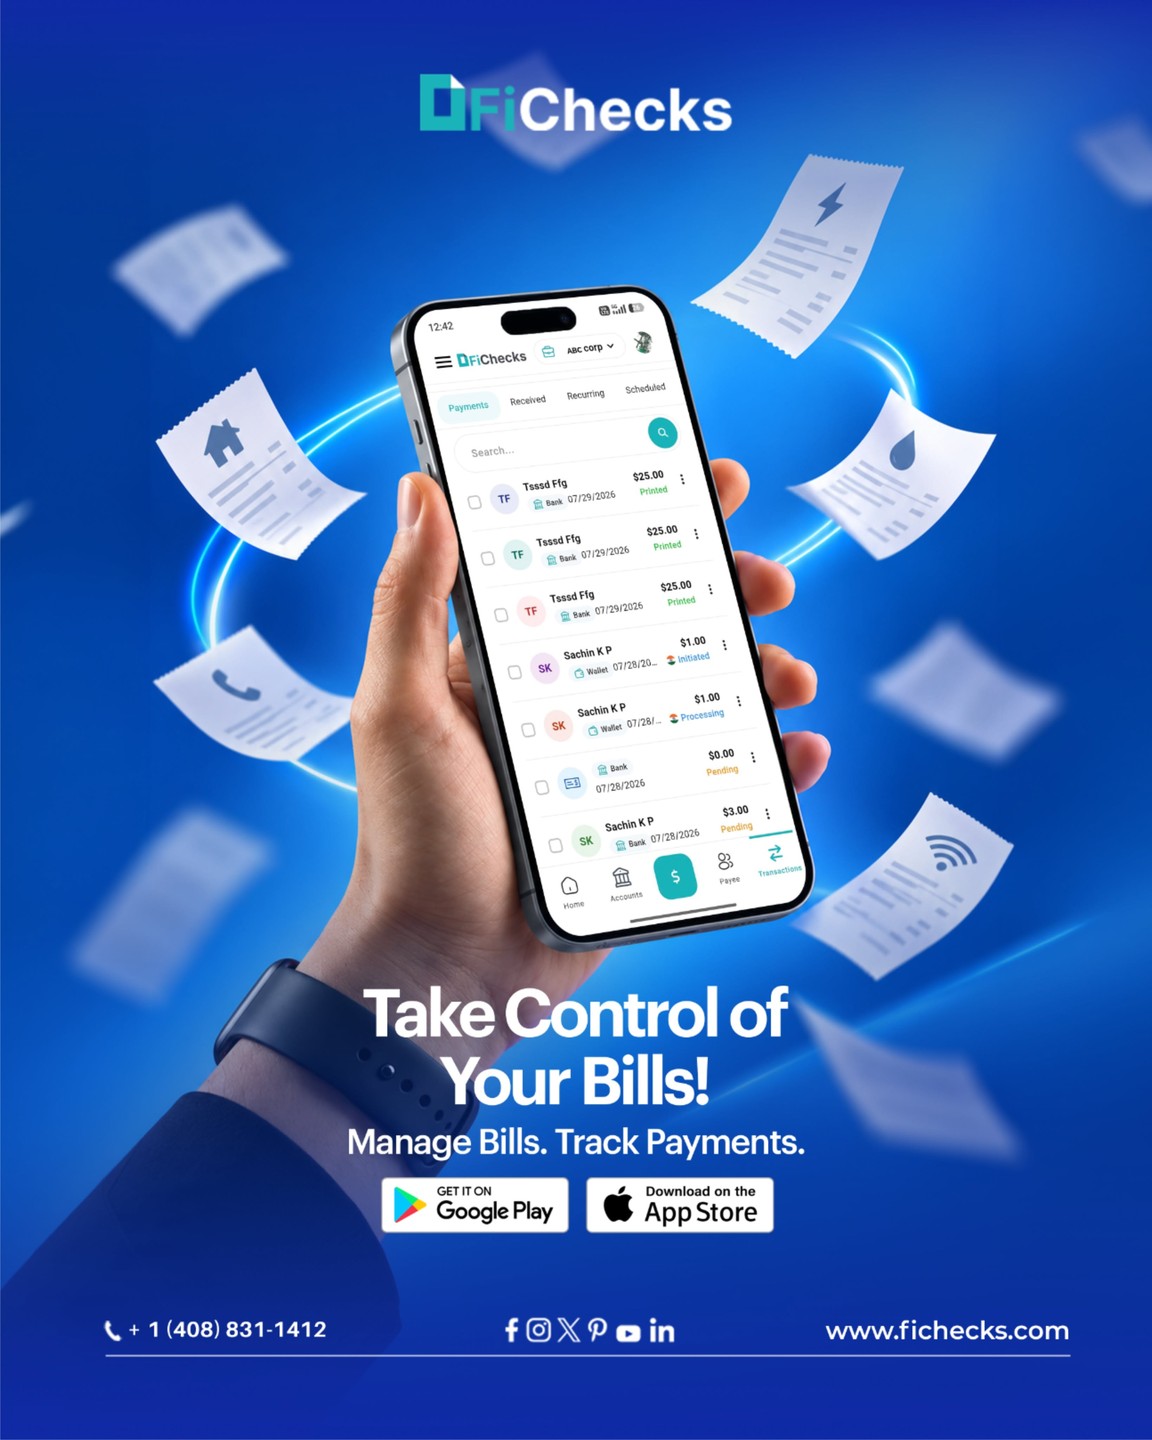 FiChecks
12:42
FiChecks
ABC corp
Payments
Received
Recurring
Scheduled
Search...
TF
Tsssd Ffg
Bank 07/29/2026
$25.00
Printed
TF
Tsssd Ffg
Bank 07/29/2026
$25.00
Printed
TF
Tsssd Ffg
Bank 07/29/2026
$25.00
Printed
SK
Sachin K P
Wallet 07/28/20...
$1.00
Initiated
SK
Sachin K P
Wallet 07/28/...
$1.00
Processing
Bank
07/28/2026
$0.00
Pending
SK
Sachin K P
Bank 07/28/2026
$3.00
Pending
Home
Accounts
$
Payee
Transactions
Take Control of
Your Bills!
Manage Bills. Track Payments.
GET IT ON
Google Play
Download on the
App Store
+ 1 (408) 831-1412
www.fichecks.com